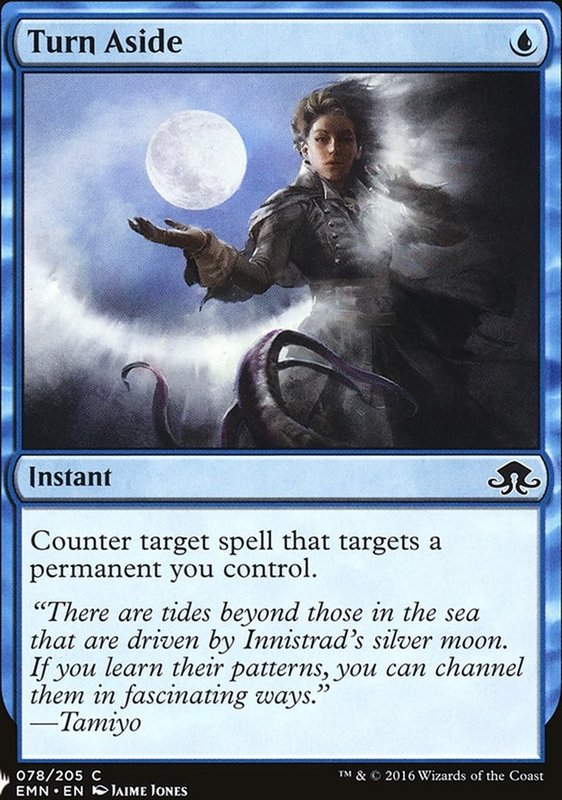 Turn Aside
Instant
Counter target spell that targets a
permanent you control.
“There are tides beyond those in the sea
that are driven by Innistrad’s silver moon.
If you learn their patterns, you can channel
them in fascinating ways.”
—Tamiyo
078/205 C
EMN • EN Jaime Jones
™ & © 2016 Wizards of the Coast